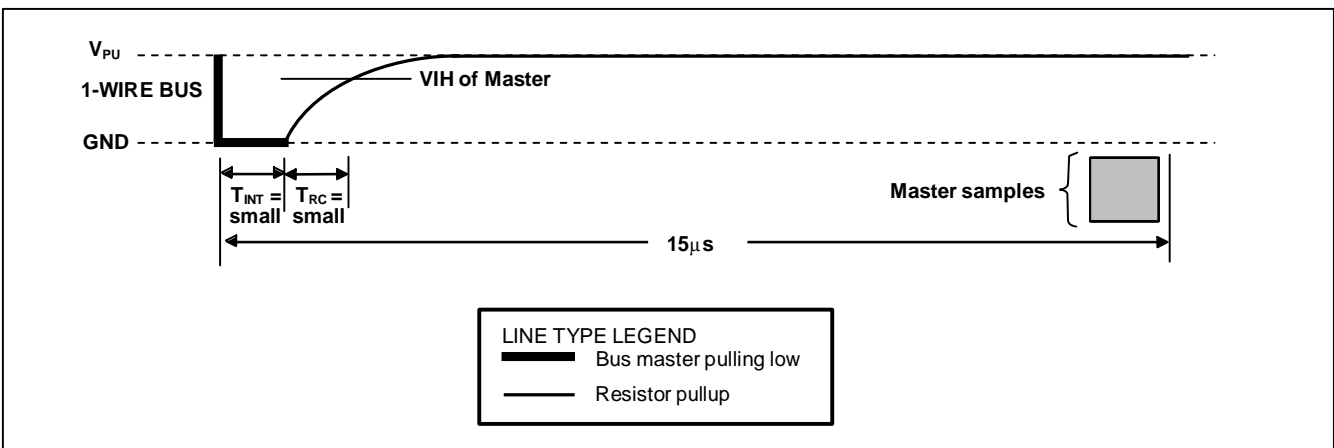 VPU
1-WIRE BUS
VIH of Master
GND
TINT =
small
TRC =
small
Master samples
15μs
LINE TYPE LEGEND
Bus master pulling low
Resistor pullup